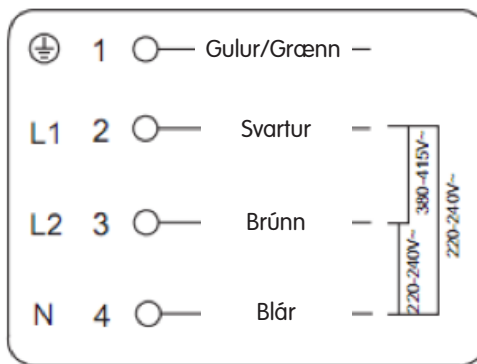 1 Gulur/Grænn
L1 2 Svartur
L2 3 Brúnn
N 4 Blár
380-415V~
220-240V~
220-240V~